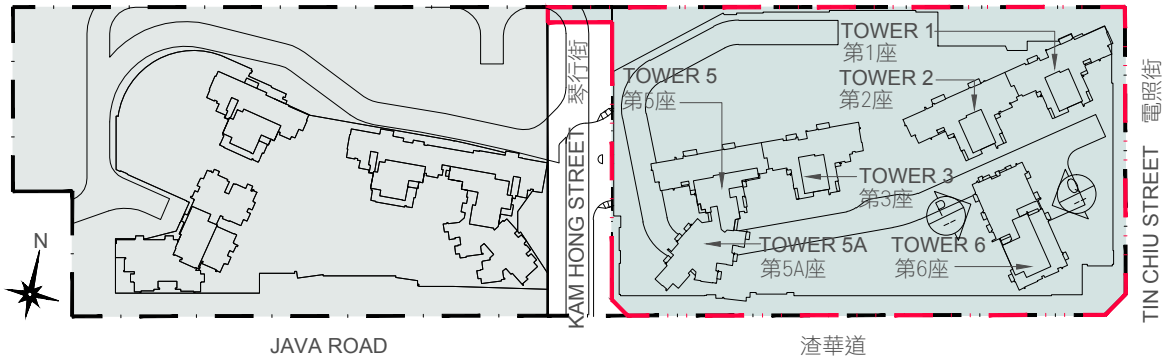 TOWER 1
第1座
TOWER 2
第2座
TOWER 5
第5座
TOWER 3
第3座
TOWER 5A
第5A座
TOWER 6
第6座
D
D
N
KAM HONG STREET 琴行街
TIN CHIU STREET 電照街
JAVA ROAD
渣華道